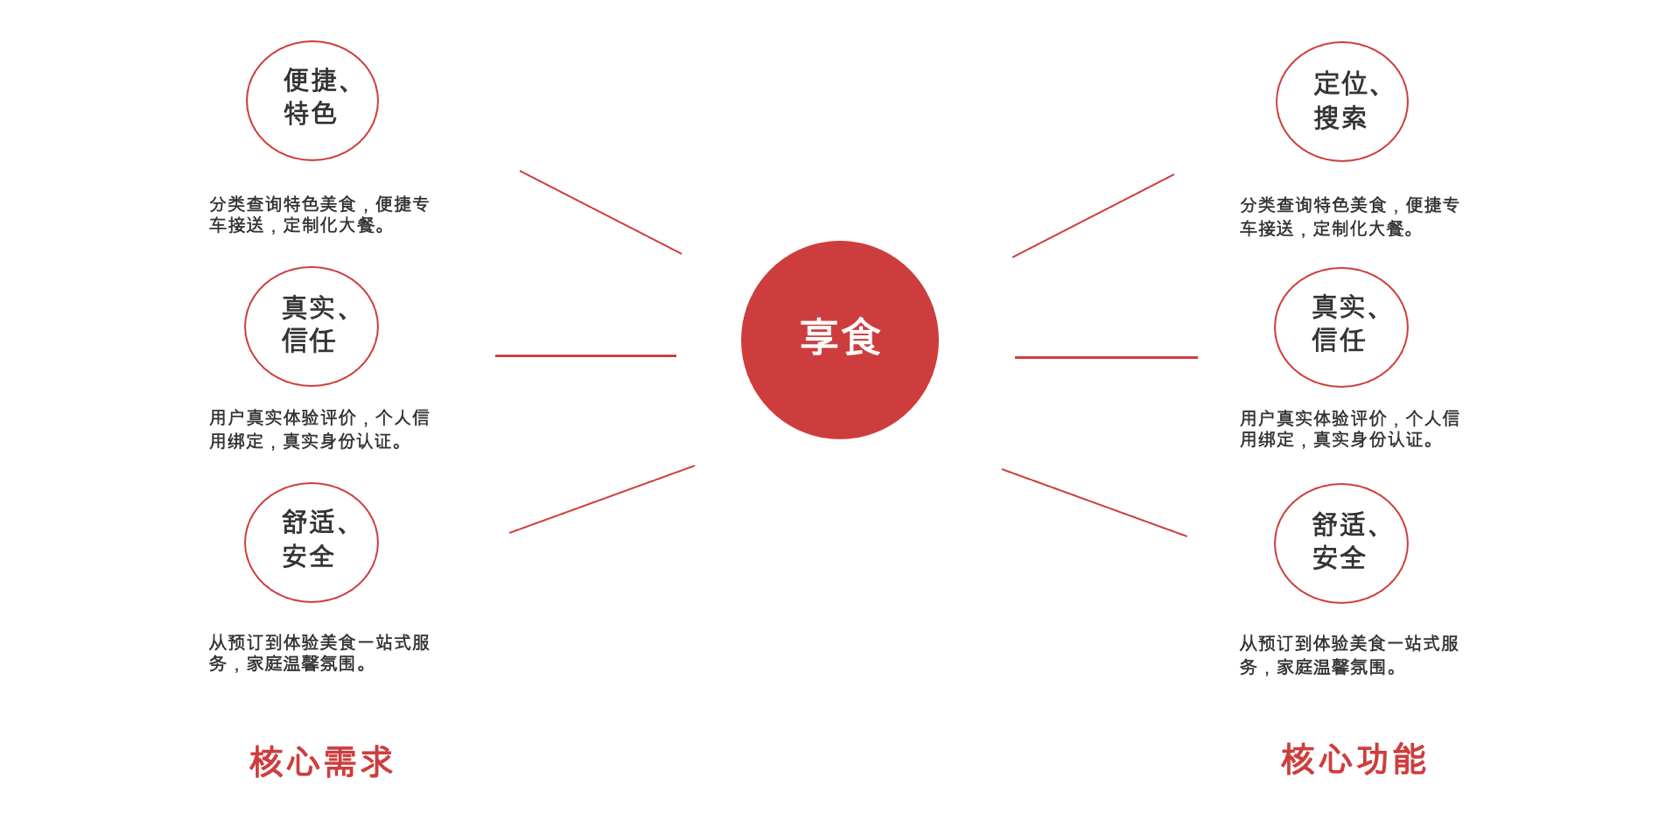 便捷、
特色
分类查询特色美食，便捷专
车接送，定制化大餐。
真实、
信任
用户真实体验评价，个人信
用绑定，真实身份认证。
舒适、
安全
从预订到体验美食一站式服
务，家庭温馨氛围。
核心需求
享食
定位、
搜索
分类查询特色美食，便捷专
车接送，定制化大餐。
真实、
信任
用户真实体验评价，个人信
用绑定，真实身份认证。
舒适、
安全
从预订到体验美食一站式服
务，家庭温馨氛围。
核心功能